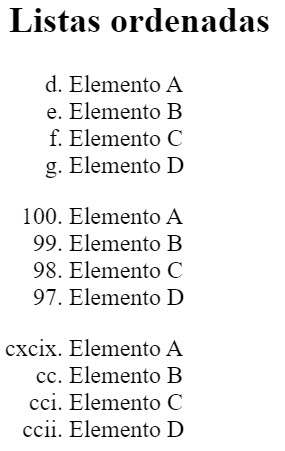 Listas ordenadas
d. Elemento A
e. Elemento B
f. Elemento C
g. Elemento D
100. Elemento A
99. Elemento B
98. Elemento C
97. Elemento D
cxcix. Elemento A
cc. Elemento B
cci. Elemento C
ccii. Elemento D